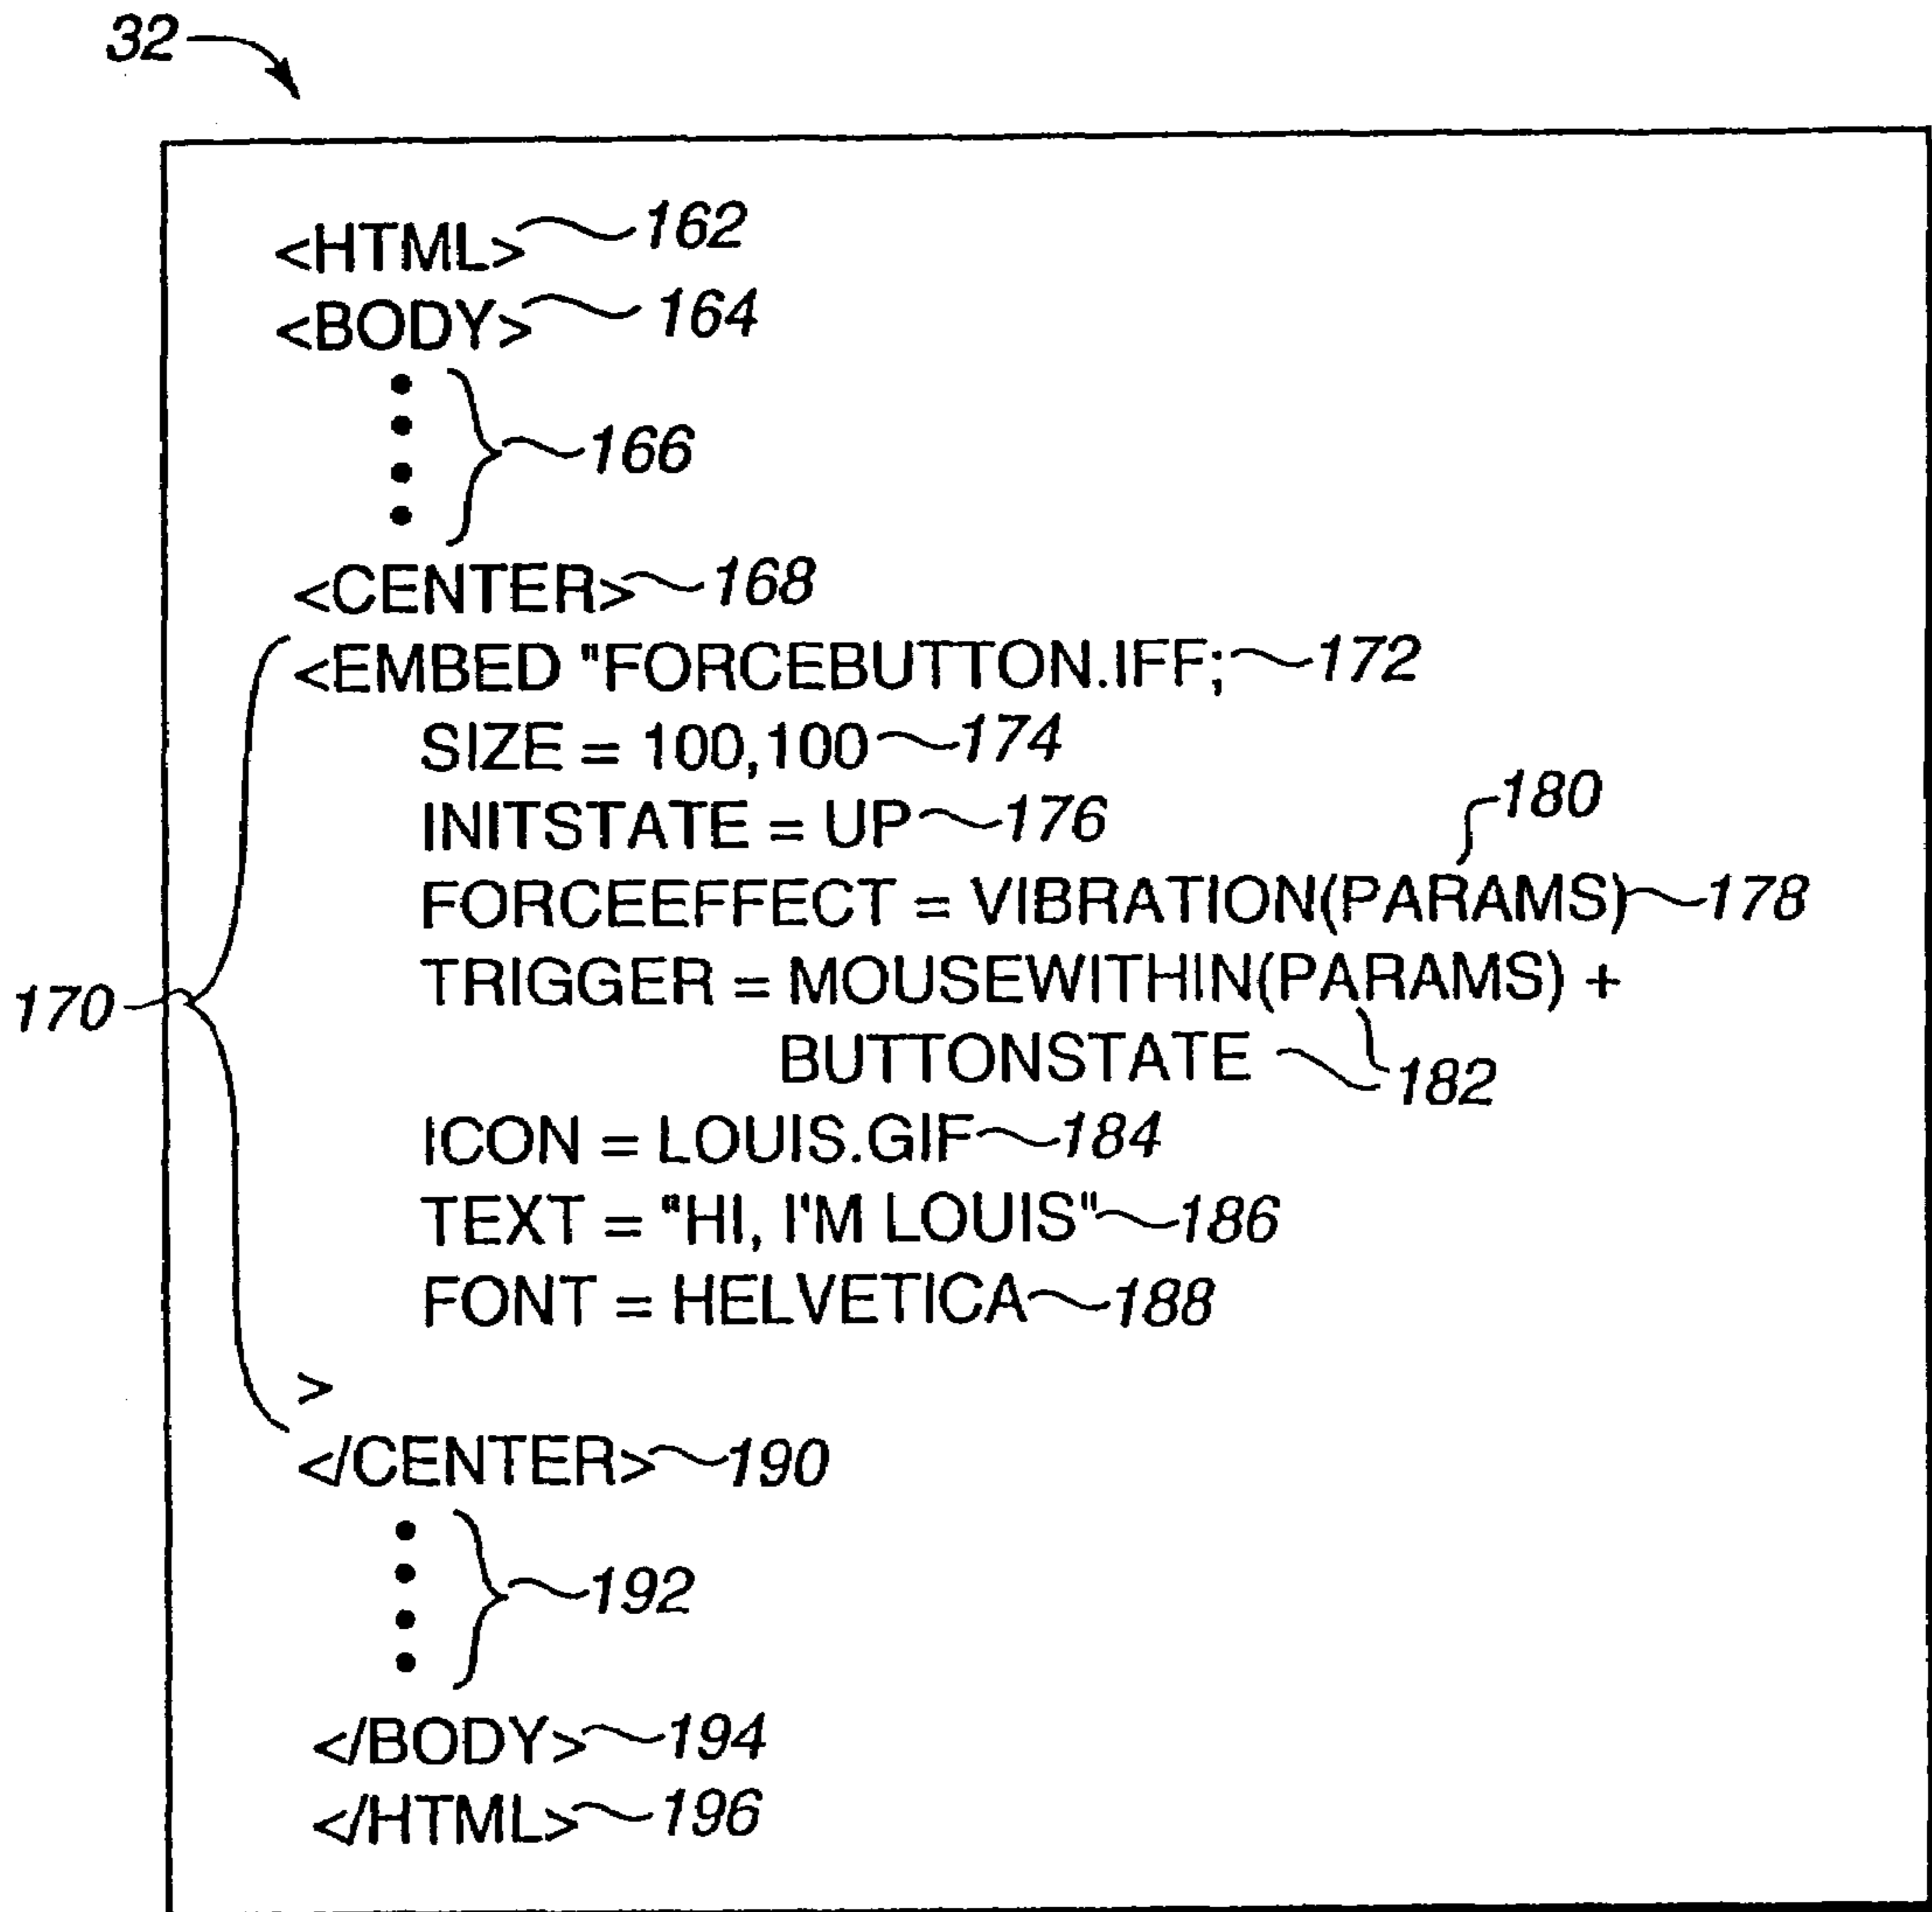 32
<HTML> 162
<BODY> 164
166
<CENTER> 168
<EMBED "FORCEBUTTON.IFF; 172
SIZE = 100,100 174
INITSTATE = UP 176
180
FORCEEFFECT = VIBRATION(PARAMS) 178
TRIGGER = MOUSEWITHIN(PARAMS) +
170
BUTTONSTATE 182
ICON = LOUIS.GIF 184
TEXT = "HI, I'M LOUIS" 186
FONT = HELVETICA 188
>
</CENTER> 190
192
</BODY> 194
</HTML> 196